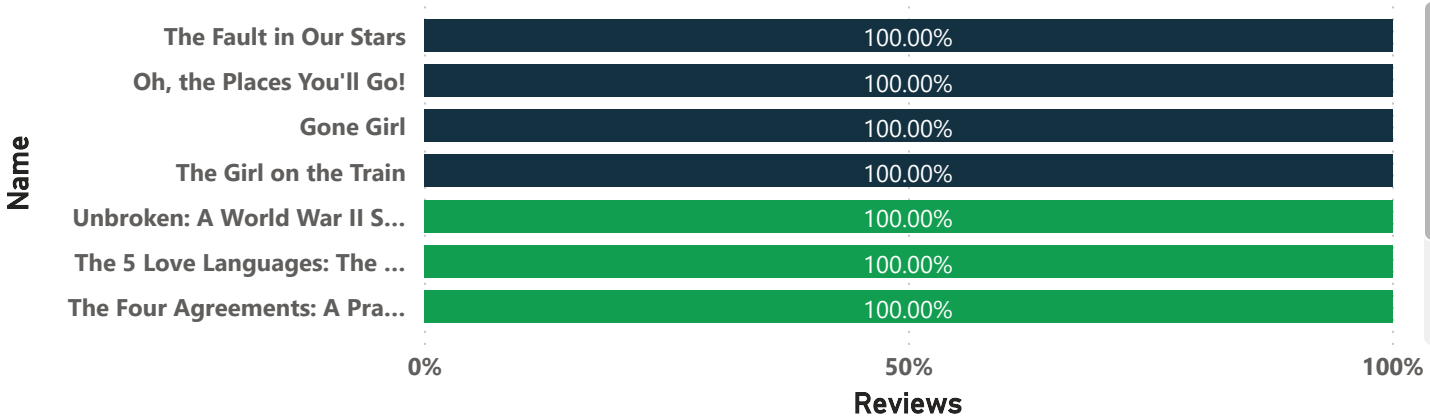 The Fault in Our Stars 100.00%
Oh, the Places You'll Go! 100.00%
Gone Girl 100.00%
The Girl on the Train 100.00%
Unbroken: A World War II S... 100.00%
The 5 Love Languages: The ... 100.00%
The Four Agreements: A Pra... 100.00%
Name
0% 50% 100%
Reviews